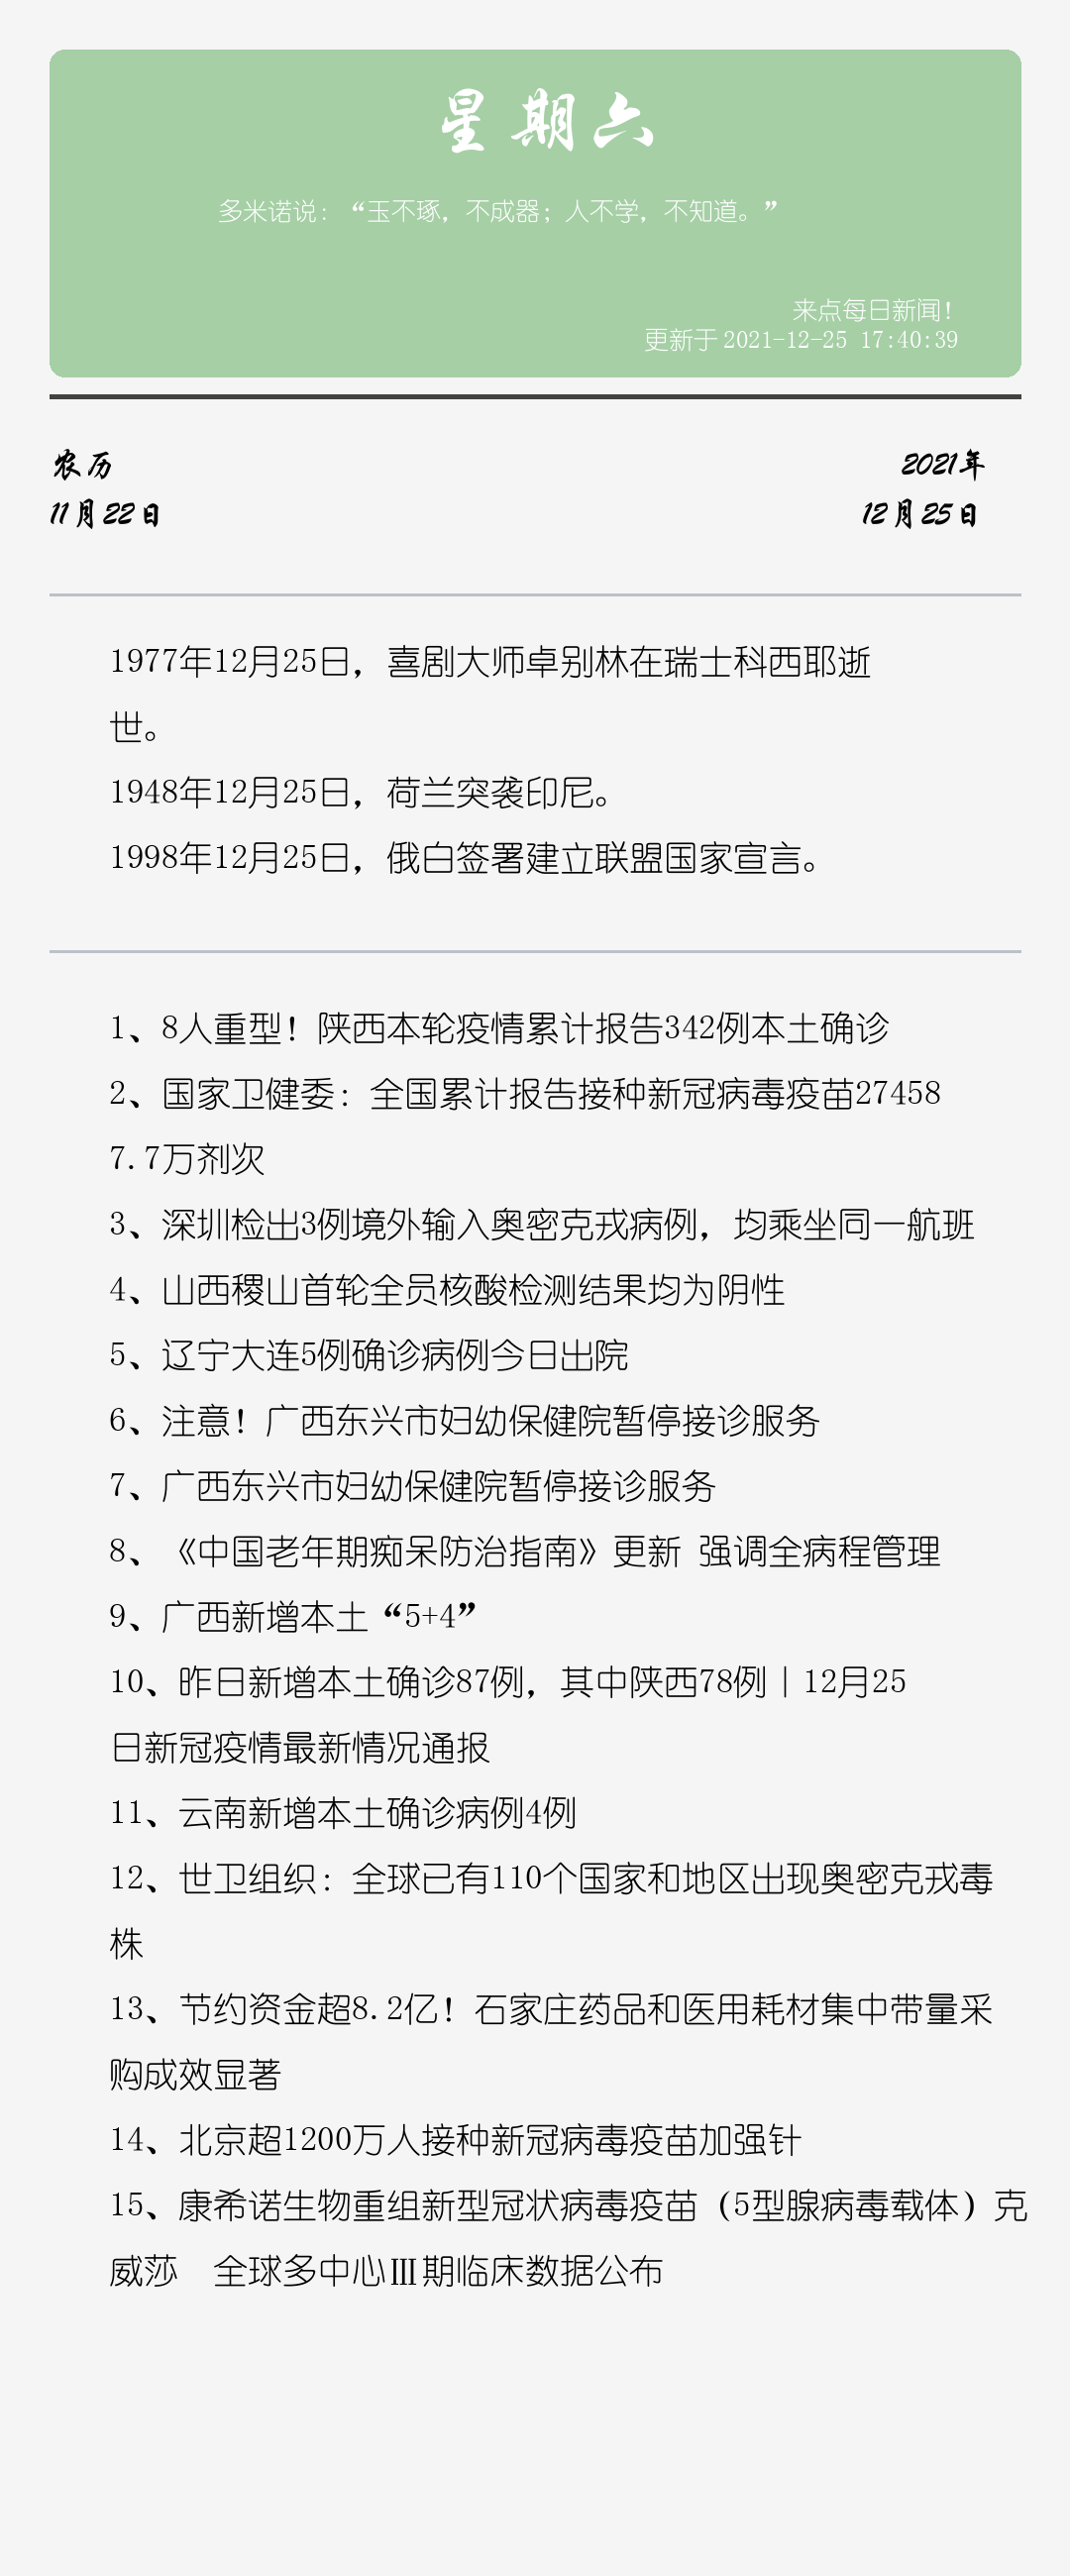 星期六
多米诺说：“玉不琢，不成器；人不学，不知道。”
来点每日新闻！
更新于 2021-12-25 17:40:39
农历
2021年
11月22日
12月25日
1977年12月25日，喜剧大师卓别林在瑞士科西耶逝
世。
1948年12月25日，荷兰突袭印尼。
1998年12月25日，俄白签署建立联盟国家宣言。
1、8人重型！陕西本轮疫情累计报告342例本土确诊
2、国家卫健委：全国累计报告接种新冠病毒疫苗27458
7.7万剂次
3、深圳检出3例境外输入奥密克戎病例，均乘坐同一航班
4、山西稷山首轮全员核酸检测结果均为阴性
5、辽宁大连5例确诊病例今日出院
6、注意！广西东兴市妇幼保健院暂停接诊服务
7、广西东兴市妇幼保健院暂停接诊服务
8、《中国老年期痴呆防治指南》更新 强调全病程管理
9、广西新增本土“5+4”
10、昨日新增本土确诊87例，其中陕西78例｜12月25
日新冠疫情最新情况通报
11、云南新增本土确诊病例4例
12、世卫组织：全球已有110个国家和地区出现奥密克戎毒
株
13、节约资金超8.2亿！石家庄药品和医用耗材集中带量采
购成效显著
14、北京超1200万人接种新冠病毒疫苗加强针
15、康希诺生物重组新型冠状病毒疫苗（5型腺病毒载体）克
威莎　全球多中心Ⅲ期临床数据公布